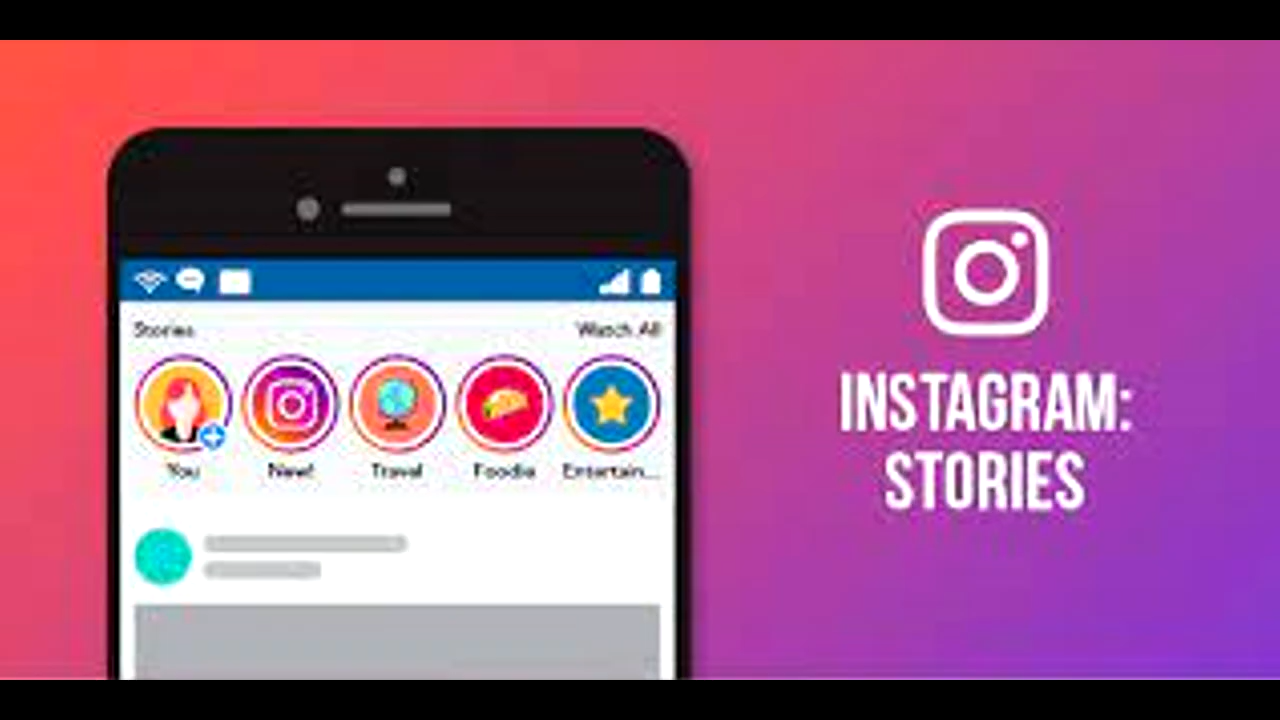 Stories Watch All
You New! Travel Foodie Entertain...
INSTAGRAM:
STORIES